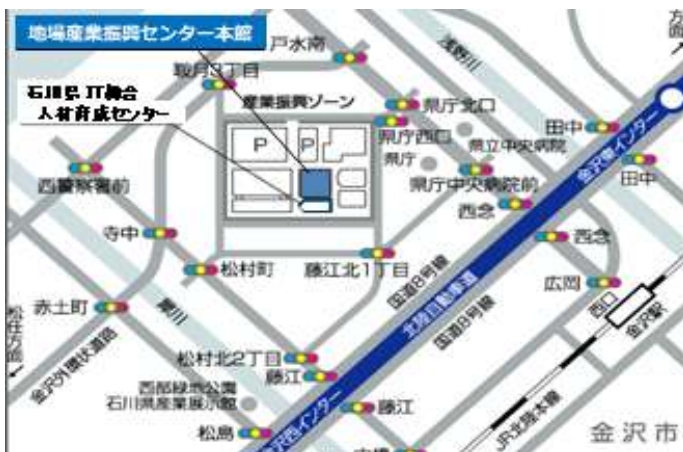 地場産業振興センター本館
戸水南
浅野川
方面
鞍月3丁目
石川県 IT総合
人材育成センター
産業振興ゾーン
県庁北口
県庁西口
県立中央病院
県庁
田中
金沢東インター
田中
P
P
県庁中央病院前
西警察署前
西念
西念
寺中
松村町
藤江北1丁目
国道8号線
北陸自動車道
国道8号線
広岡
西口
金沢駅
松任方面
赤土町
犀川
金沢外環状道路
松村北2丁目
藤江
西部緑地公園
石川県産業展示館
藤江
金沢西インター
松島
JR北陸本線
金沢市